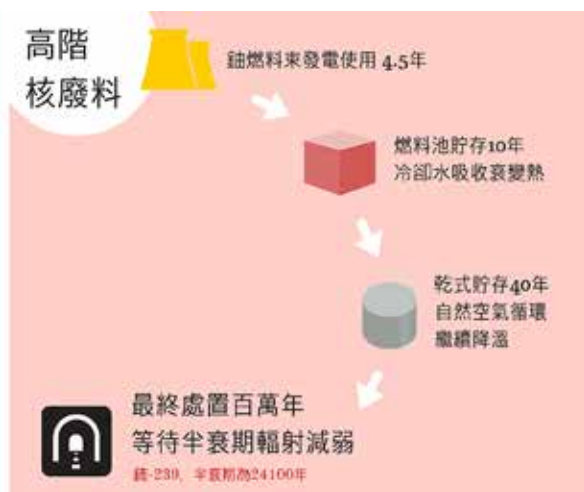 高階
核廢料
鈾燃料來發電使用 4.5年
燃料池貯存10年
冷卻水吸收衰變熱
乾式貯存40年
自然空氣循環
繼續降溫
最終處置百萬年
等待半衰期輻射減弱
鈽-239, 半衰期為24100年